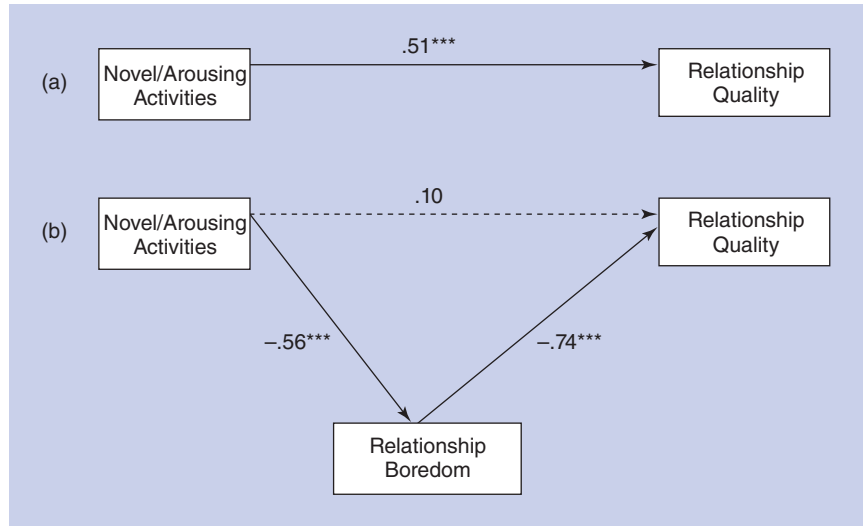 .51***
(a)
Novel/Arousing
Activities
Relationship
Quality
.10
(b)
Novel/Arousing
Activities
Relationship
Quality
–.56***
–.74***
Relationship
Boredom